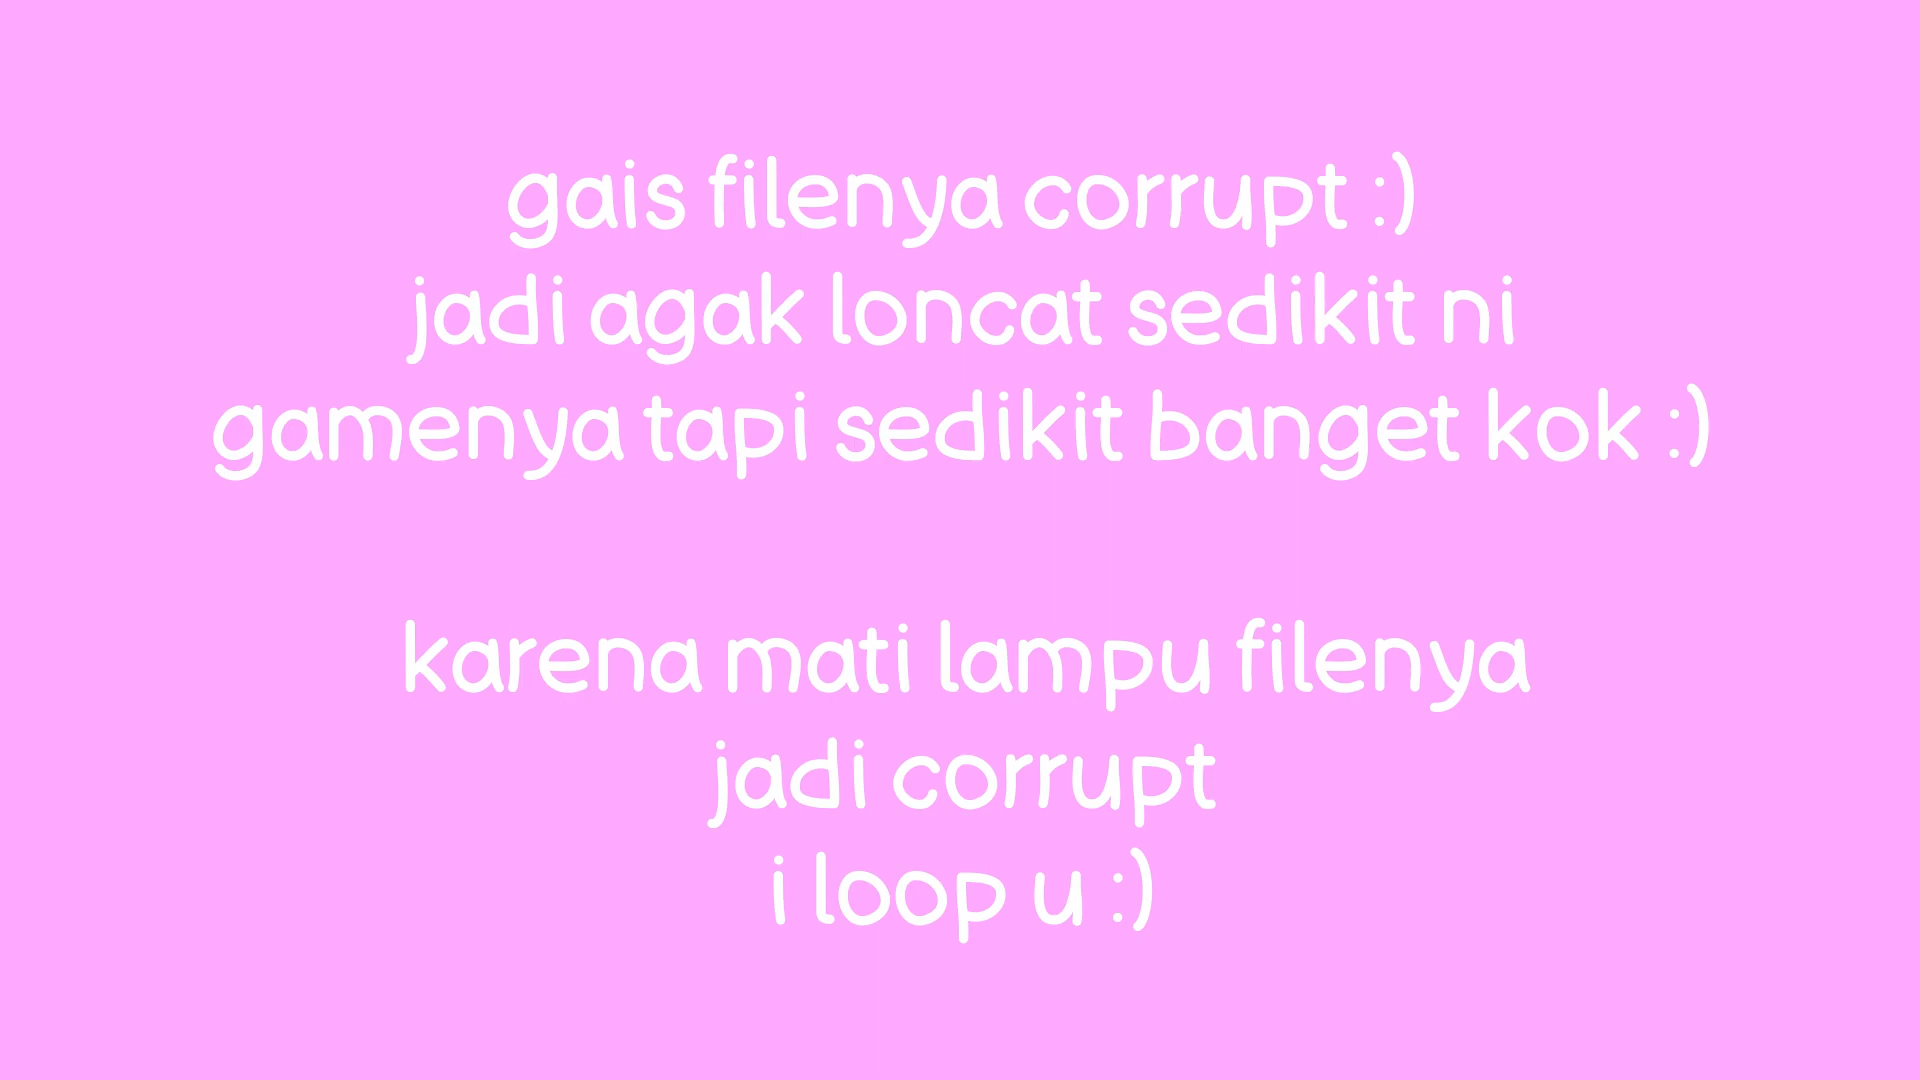 gais filenya corrupt :)
jadi agak loncat sedikit ni
gamenya tapi sedikit banget kok :)
karena mati lampu filenya
jadi corrupt
i loop u :)